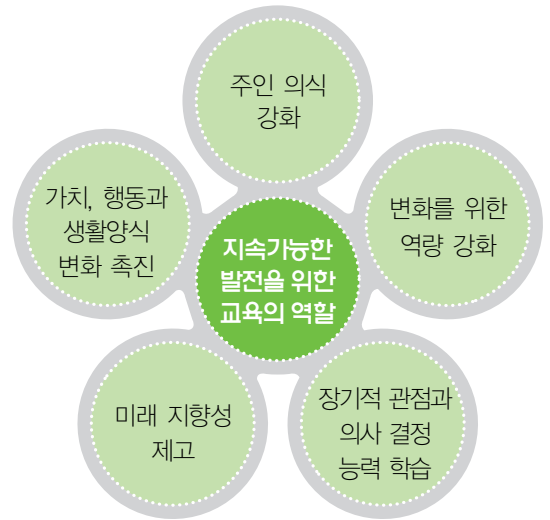 주인 의식
강화
변화를 위한
역량 강화
장기적 관점과
의사 결정
능력 학습
미래 지향성
제고
가치, 행동과
생활양식
변화 촉진
지속가능한
발전을 위한
교육의 역할